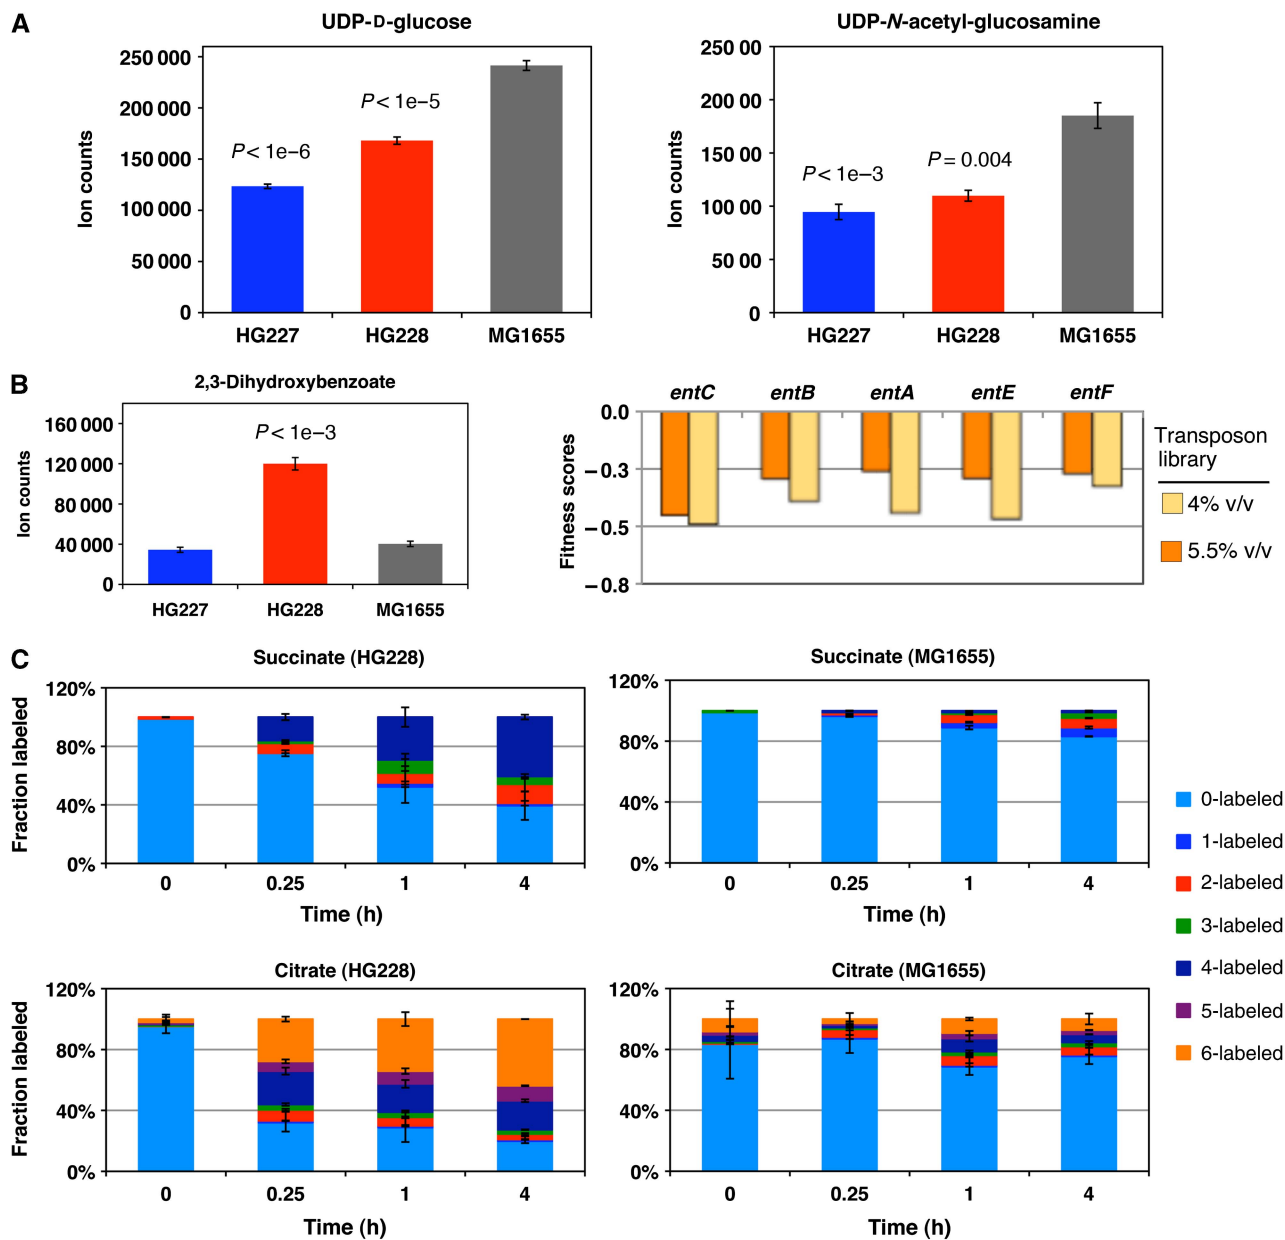 A
UDP-D-glucose
250 000
200 000
150 000
100 000
50 000
0
Ion counts
P < 1e–6
P < 1e–5
HG227 HG228 MG1655
UDP-N-acetyl-glucosamine
250 00
200 00
150 00
100 00
50 00
0
Ion counts
P < 1e–3
P = 0.004
HG227 HG228 MG1655
B
2,3-Dihydroxybenzoate
160 000
120 000
80 000
40 000
0
Ion counts
P < 1e–3
HG227 HG228 MG1655
entC entB entA entE entF
0.0
–0.3
–0.5
–0.8
Fitness scores
Transposon
library
4% v/v
5.5% v/v
C
Succinate (HG228)
120%
80%
40%
0%
Fraction labeled
0 0.25 1 4
Time (h)
Succinate (MG1655)
120%
80%
40%
0%
0 0.25 1 4
Time (h)
Citrate (HG228)
120%
80%
40%
0%
Fraction labeled
0 0.25 1 4
Time (h)
Citrate (MG1655)
120%
80%
40%
0%
0 0.25 1 4
Time (h)
0-labeled
1-labeled
2-labeled
3-labeled
4-labeled
5-labeled
6-labeled